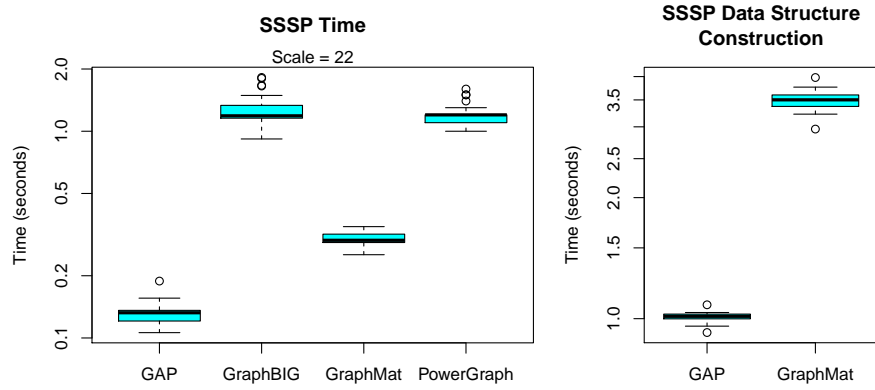 SSSP Time
Scale = 22
Time (seconds)
2.0
1.0
0.5
0.2
0.1
GAP
GraphBIG
GraphMat
PowerGraph
SSSP Data Structure
Construction
Time (seconds)
3.5
2.5
2.0
1.5
1.0
GAP
GraphMat